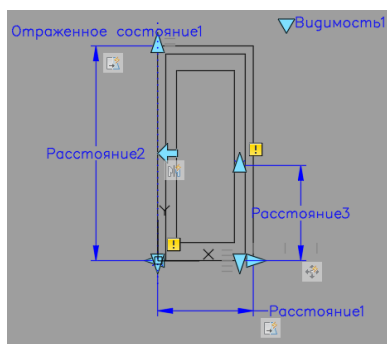 Видимость1
Отраженное состояние1
Расстояние2
!
Расстояние3
Y
!
X
Расстояние1